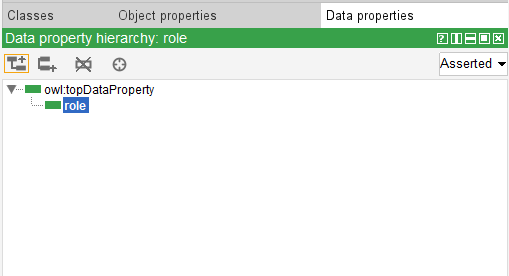 Classes Object properties Data properties
Data property hierarchy: role
Asserted
owl:topDataProperty
role